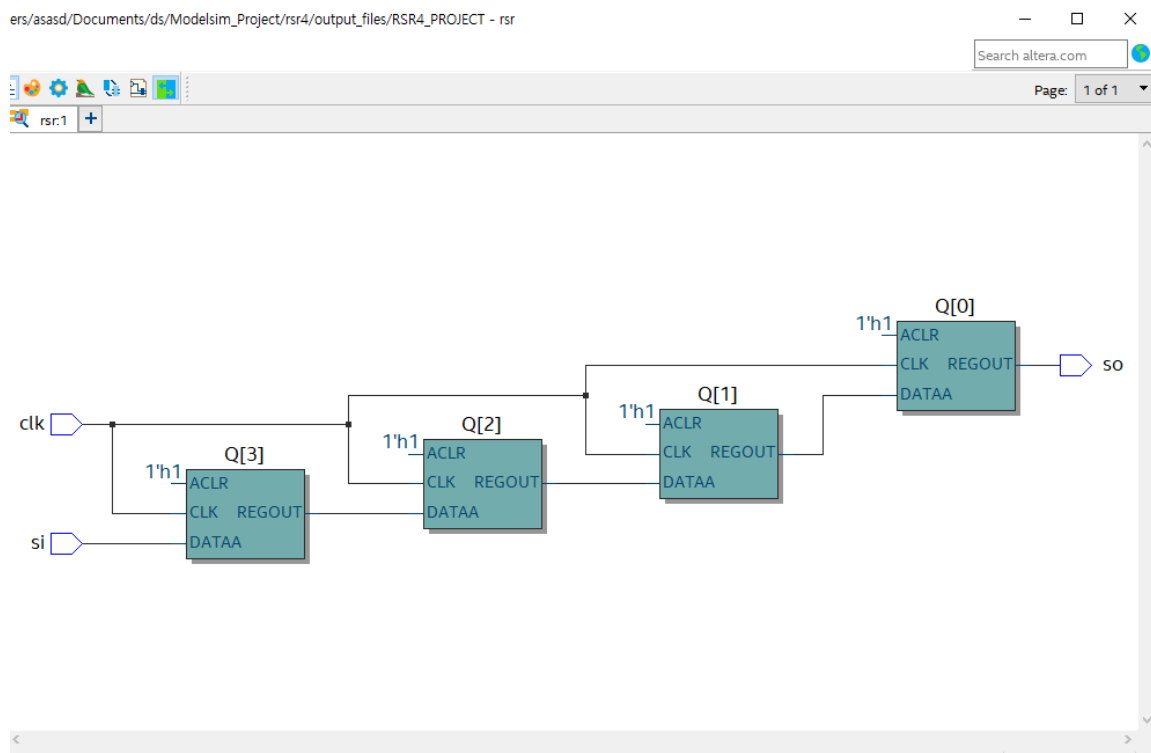 ers/asasd/Documents/ds/Modelsim_Project/rsr4/output_files/RSR4_PROJECT - rsr
Search altera.com
Page: 1 of 1
rsr:1
Q[0]
1'h1
ACLR
CLK REGOUT
DATAA
so
Q[1]
1'h1
ACLR
CLK REGOUT
DATAA
clk
Q[2]
1'h1
ACLR
CLK REGOUT
DATAA
Q[3]
1'h1
ACLR
CLK REGOUT
DATAA
si